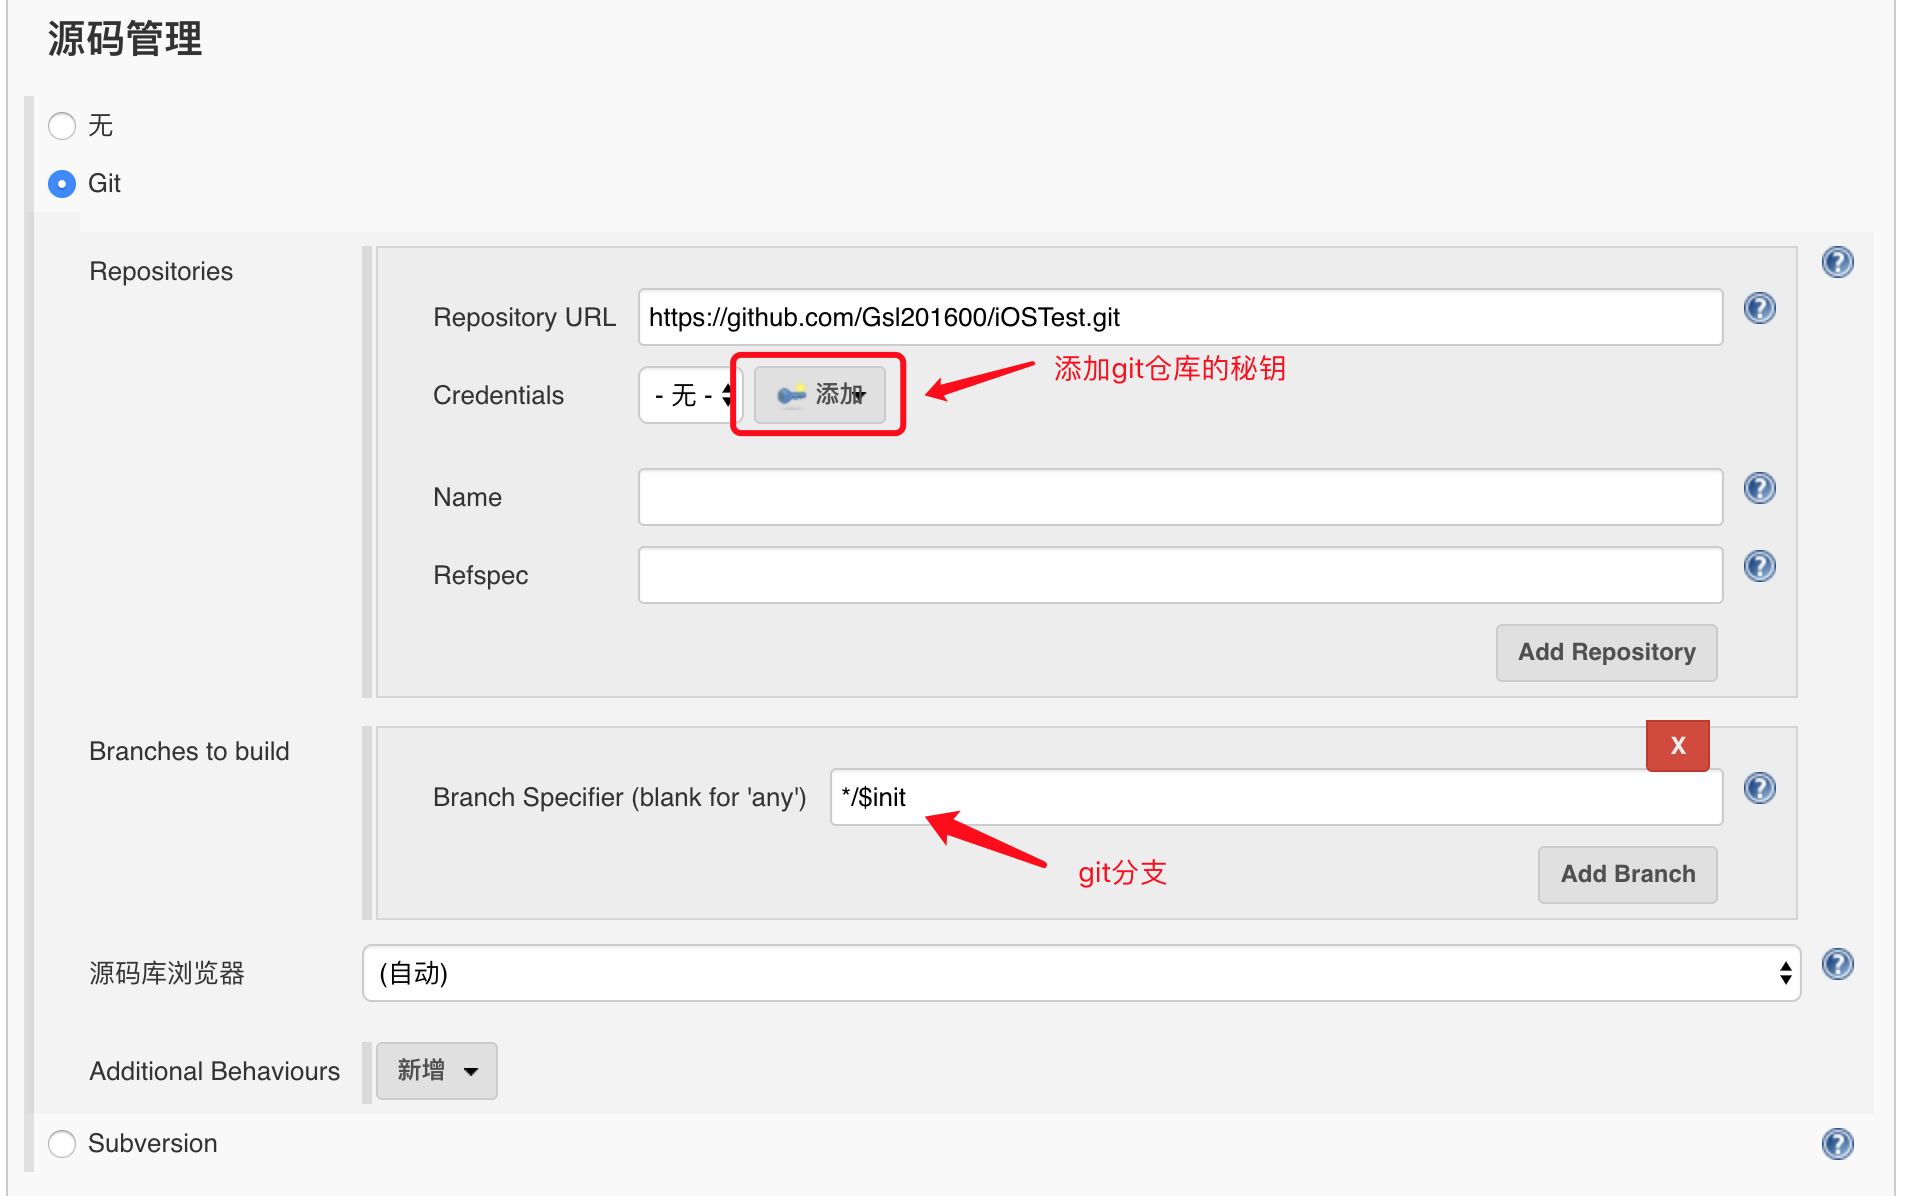 源码管理
无
Git
Repositories
Repository URL
https://github.com/Gsl201600/iOSTest.git
Credentials
- 无 -
添加
添加git仓库的秘钥
Name
Refspec
Add Repository
Branches to build
X
Branch Specifier (blank for 'any')
*/$init
git分支
Add Branch
源码库浏览器
(自动)
Additional Behaviours
新增
Subversion